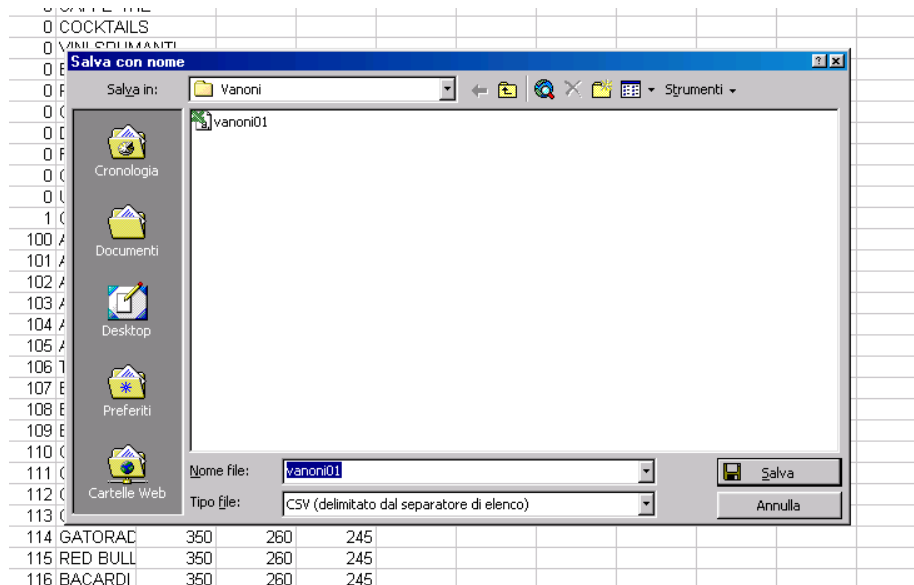 0 COCKTAILS
0
Salva con nome
0
Salva in: Vanoni Strumenti
0
0 vanoni01
0
0
Cronologia
0
0
1
100
Documenti
101
102
103
104
Desktop
105
106
107
108
Preferiti
109
110
111
Nome file: vanoni01 Salva
112
Cartelle Web
Tipo file: CSV (delimitato dal separatore di elenco) Annulla
113
114 GATORAD 350 260 245
115 RED BULL 350 260 245
116 BACARDI 350 260 245